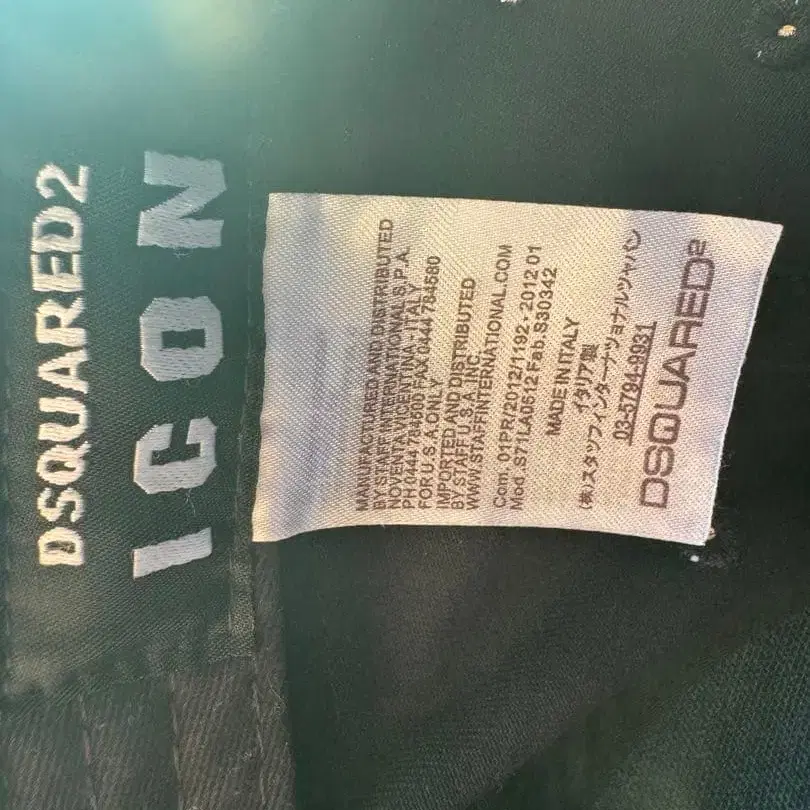 DSQUARED2
ICON
MANUFACTURED AND DISTRIBUTED
BY STAFF INTERNATIONAL S.P.A.
NOVENTA VICENTINA - ITALY
PH 0444 784500 FAX 0444 784580
FOR U.S.A. ONLY
IMPORTED AND DISTRIBUTED
BY STAFF U.S.A. INC.
WWW.STAFFINTERNATIONAL.COM
Com. 01PR/2012/1192 - 2012 01
Mod. S71LA0512 Fab. S30342
MADE IN ITALY
イタリア製
(株)スタッフインターナショナルジャパン
03-5794-9931
DSQUARED2